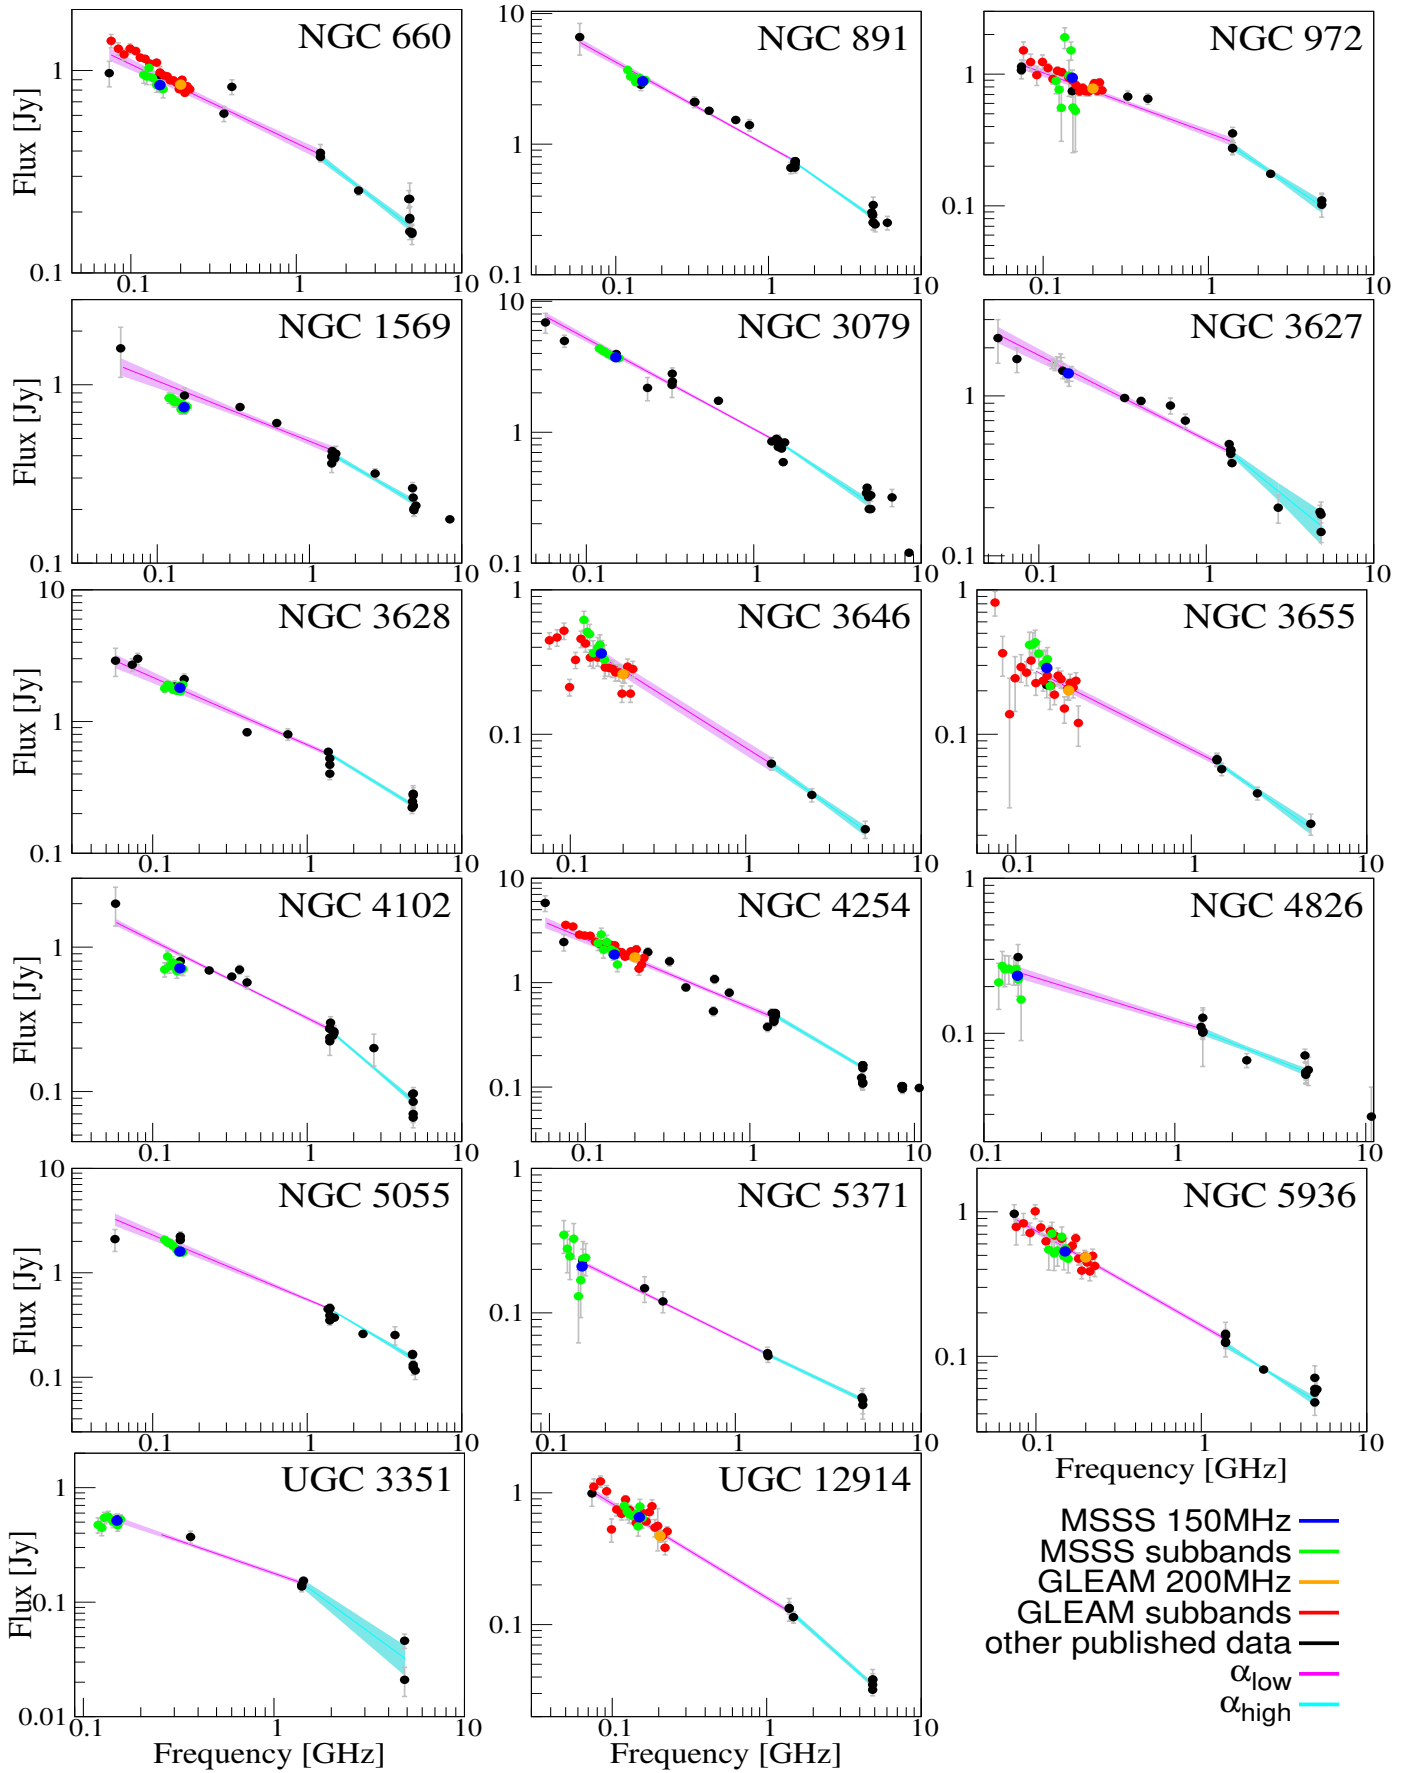 NGC 660
NGC 891
NGC 972
Flux [Jy]
1
0.1
0.1 1 10
10
1
0.1
0.1 1 10
1
0.1
0.1 1 10
NGC 1569
NGC 3079
NGC 3627
Flux [Jy]
1
0.1
0.1 1 10
10
1
0.1
0.1 1 10
1
0.1
0.1 1 10
NGC 3628
NGC 3646
NGC 3655
Flux [Jy]
10
1
0.1
0.1 1 10
1
0.1
0.1 1 10
1
0.1
0.1 1 10
NGC 4102
NGC 4254
NGC 4826
Flux [Jy]
1
0.1
0.1 1 10
10
1
0.1
0.1 1 10
1
0.1
0.1 1 10
NGC 5055
NGC 5371
NGC 5936
Flux [Jy]
10
1
0.1
0.1 1 10
1
0.1
0.1 1 10
1
0.1
0.1 1 10
Frequency [GHz]
UGC 3351
UGC 12914
Flux [Jy]
1
0.1
0.01
0.1 1 10
Frequency [GHz]
1
0.1
0.1 1 10
Frequency [GHz]
MSSS 150MHz
MSSS subbands
GLEAM 200MHz
GLEAM subbands
other published data
αlow
αhigh